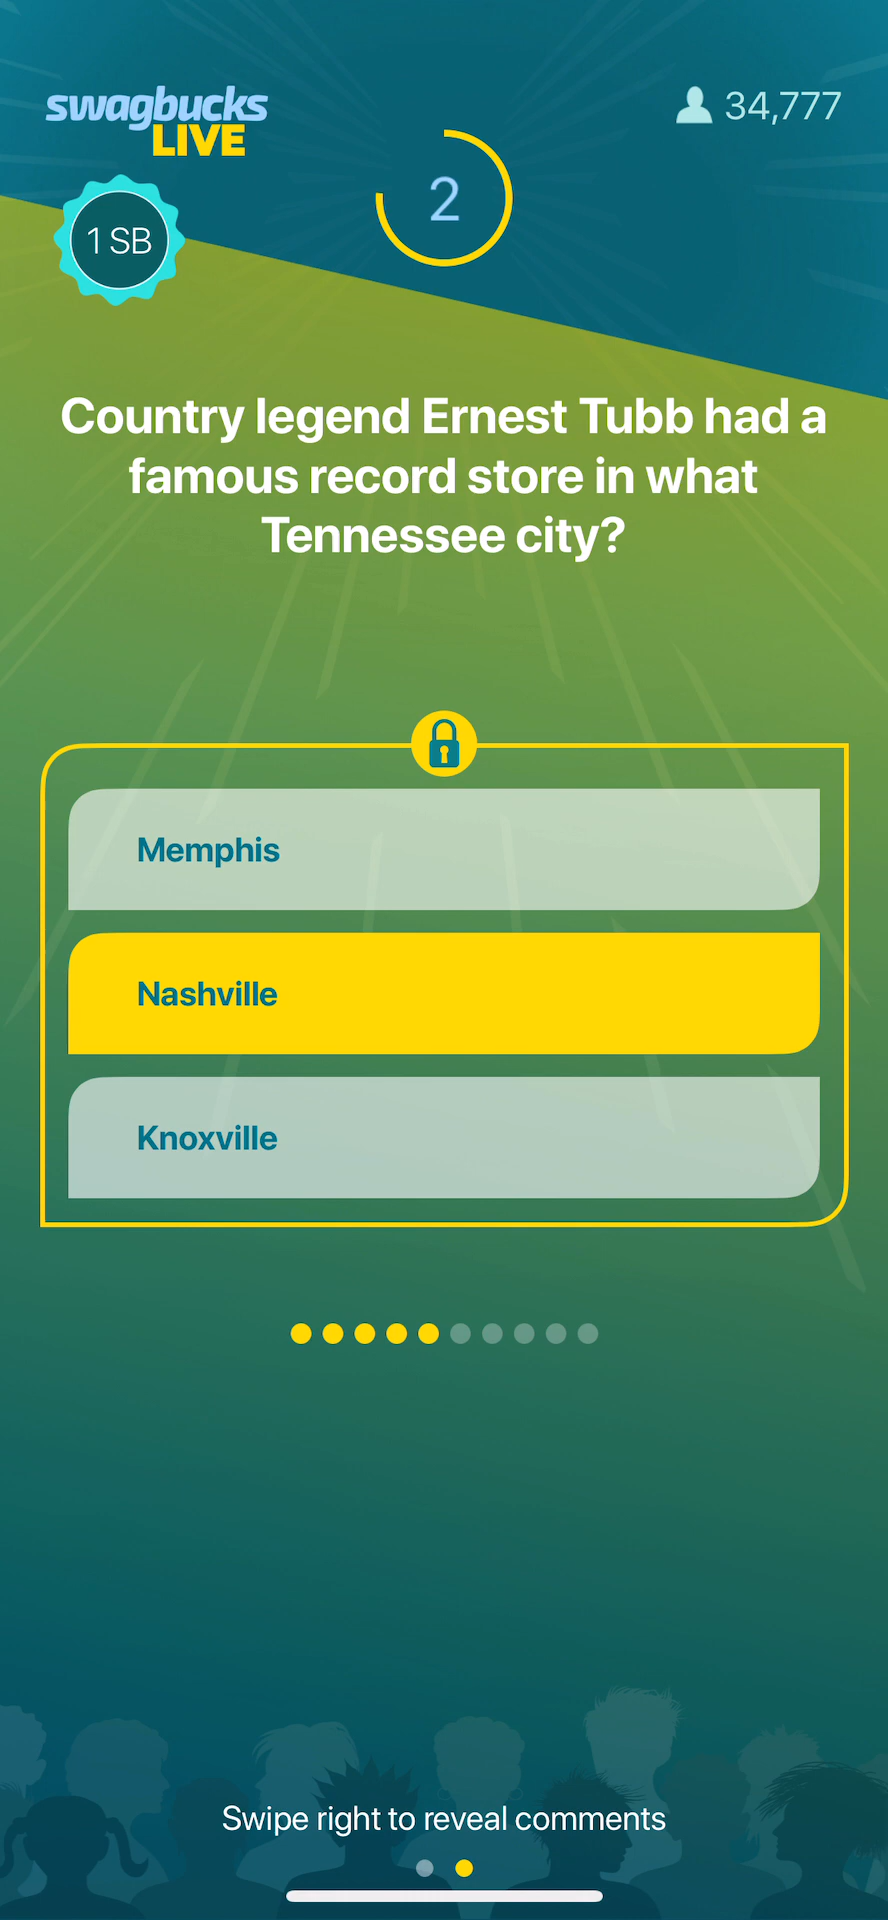 swagbucks
LIVE
34,777
2
1 SB
Country legend Ernest Tubb had a
famous record store in what
Tennessee city?
Memphis
Nashville
Knoxville
Swipe right to reveal comments